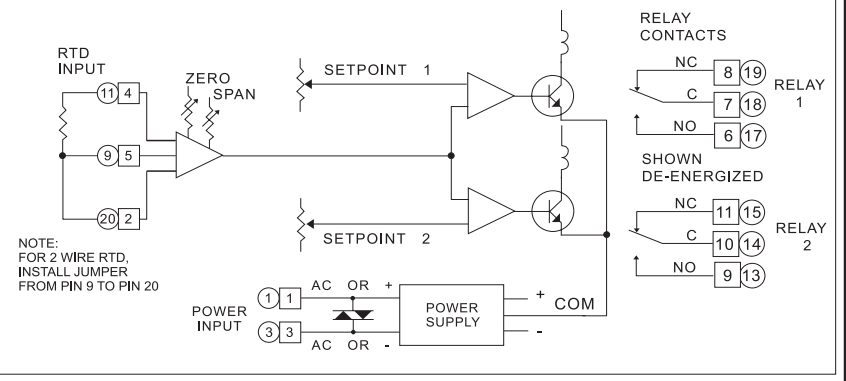 RTD
INPUT
11 4
9 5
20 2
NOTE:
FOR 2 WIRE RTD,
INSTALL JUMPER
FROM PIN 9 TO PIN 20
ZERO
SPAN
SETPOINT 1
SETPOINT 2
POWER
INPUT
1 1
3 3
AC OR +
AC OR -
POWER
SUPPLY
+
COM
-
RELAY
CONTACTS
NC 8 19
C 7 18
NO 6 17
RELAY
1
SHOWN
DE-ENERGIZED
NC 11 15
C 10 14
NO 9 13
RELAY
2